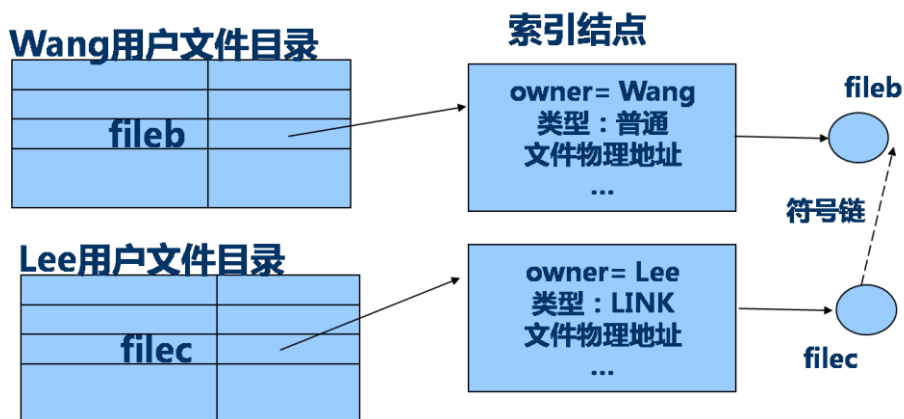 Wang用户文件目录
索引结点
fileb
owner= Wang
类型：普通
文件物理地址
...
fileb
符号链
Lee用户文件目录
filec
owner= Lee
类型：LINK
文件物理地址
...
filec